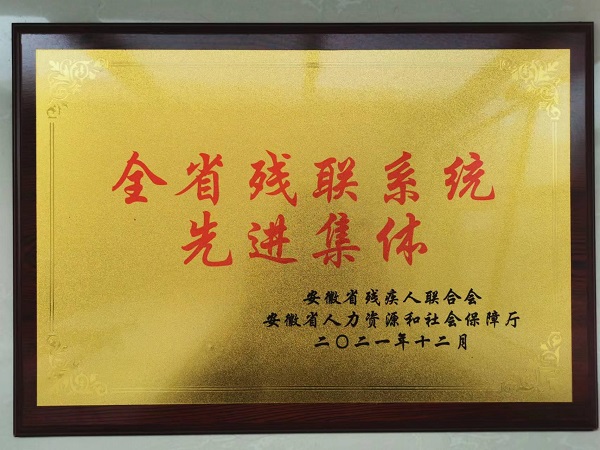 全省残联系统
先进集体
安徽省残疾人联合会
安徽省人力资源和社会保障厅
二〇二一年十二月